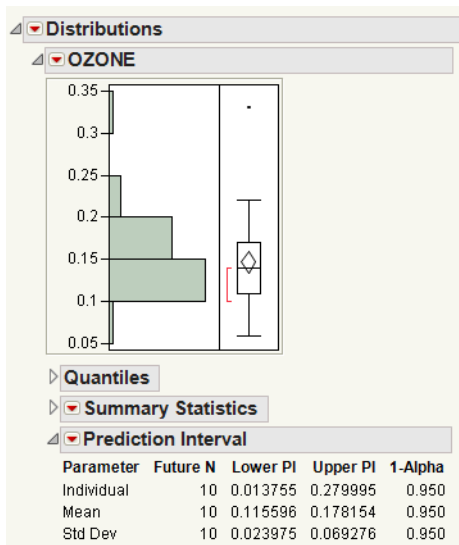 Distributions
OZONE
0.35
0.3
0.25
0.2
0.15
0.1
0.05
Quantiles
Summary Statistics
Prediction Interval
Parameter Future N Lower PI Upper PI 1-Alpha
Individual 10 0.013755 0.279995 0.950
Mean 10 0.115596 0.178154 0.950
Std Dev 10 0.023975 0.069276 0.950